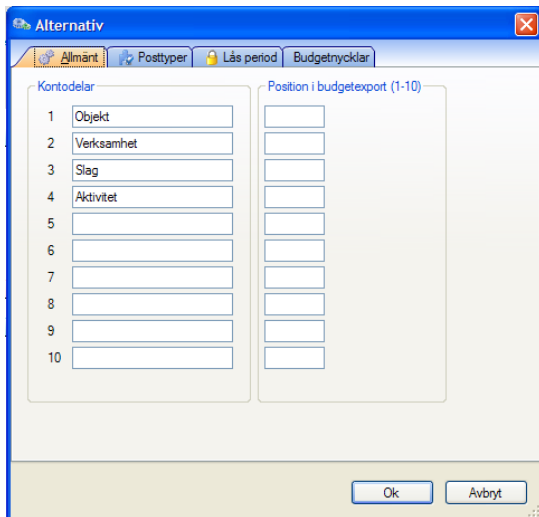 Alternativ
Allmänt Posttyper Lås period Budgetnycklar
Kontodelar Position i budgetexport (1-10)
1 Objekt
2 Verksamhet
3 Slag
4 Aktivitet
5
6
7
8
9
10
Ok Avbryt